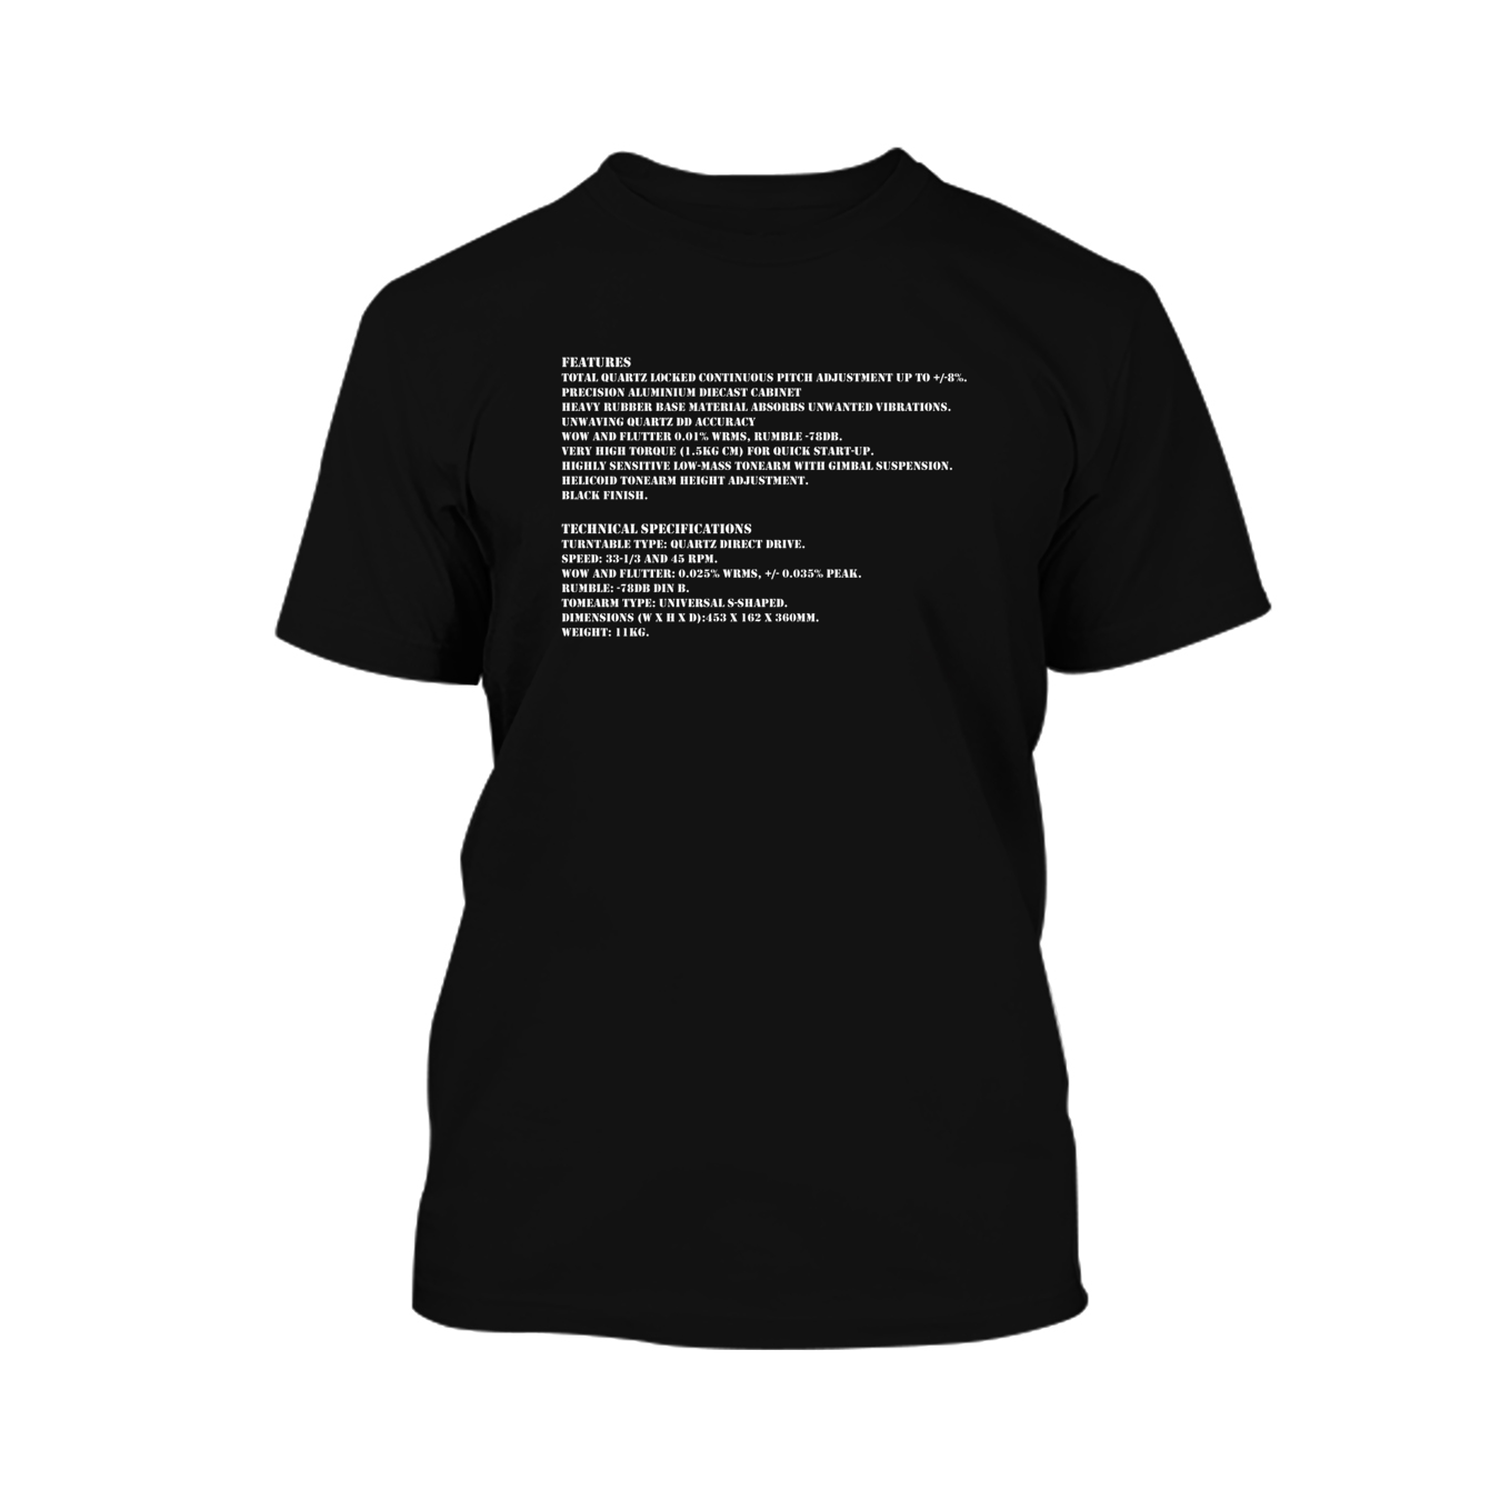 FEATURES
TOTAL QUARTZ LOCKED CONTINUOUS PITCH ADJUSTMENT UP TO +/-8%.
PRECISION ALUMINIUM DIECAST CABINET
HEAVY RUBBER BASE MATERIAL ABSORBS UNWANTED VIBRATIONS.
UNWAVING QUARTZ DD ACCURACY
WOW AND FLUTTER 0.01% WRMS, RUMBLE -78DB.
VERY HIGH TORQUE (1.5KG CM) FOR QUICK START-UP.
HIGHLY SENSITIVE LOW-MASS TONEARM WITH GIMBAL SUSPENSION.
HELICOID TONEARM HEIGHT ADJUSTMENT.
BLACK FINISH.
TECHNICAL SPECIFICATIONS
TURNTABLE TYPE: QUARTZ DIRECT DRIVE.
SPEED: 33-1/3 AND 45 RPM.
WOW AND FLUTTER: 0.025% WRMS, +/- 0.035% PEAK.
RUMBLE: -78DB DIN B.
TOMEARM TYPE: UNIVERSAL S-SHAPED.
DIMENSIONS (W X H X D):453 X 162 X 360MM.
WEIGHT: 11KG.